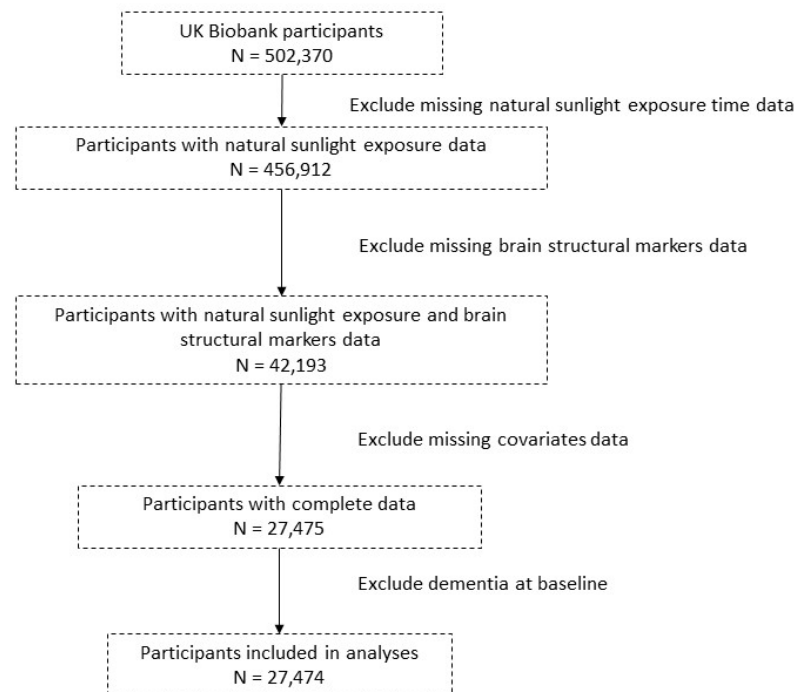 UK Biobank participants
N = 502,370
Exclude missing natural sunlight exposure time data
Participants with natural sunlight exposure data
N = 456,912
Exclude missing brain structural markers data
Participants with natural sunlight exposure and brain
structural markers data
N = 42,193
Exclude missing covariates data
Participants with complete data
N = 27,475
Exclude dementia at baseline
Participants included in analyses
N = 27,474